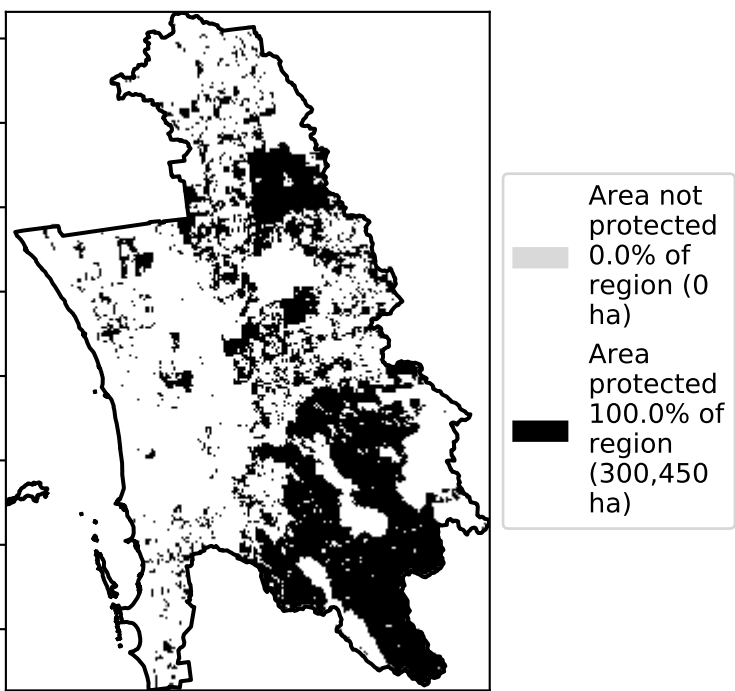 Area not
protected
0.0% of
region (0
ha)
Area
protected
100.0% of
region
(300,450
ha)